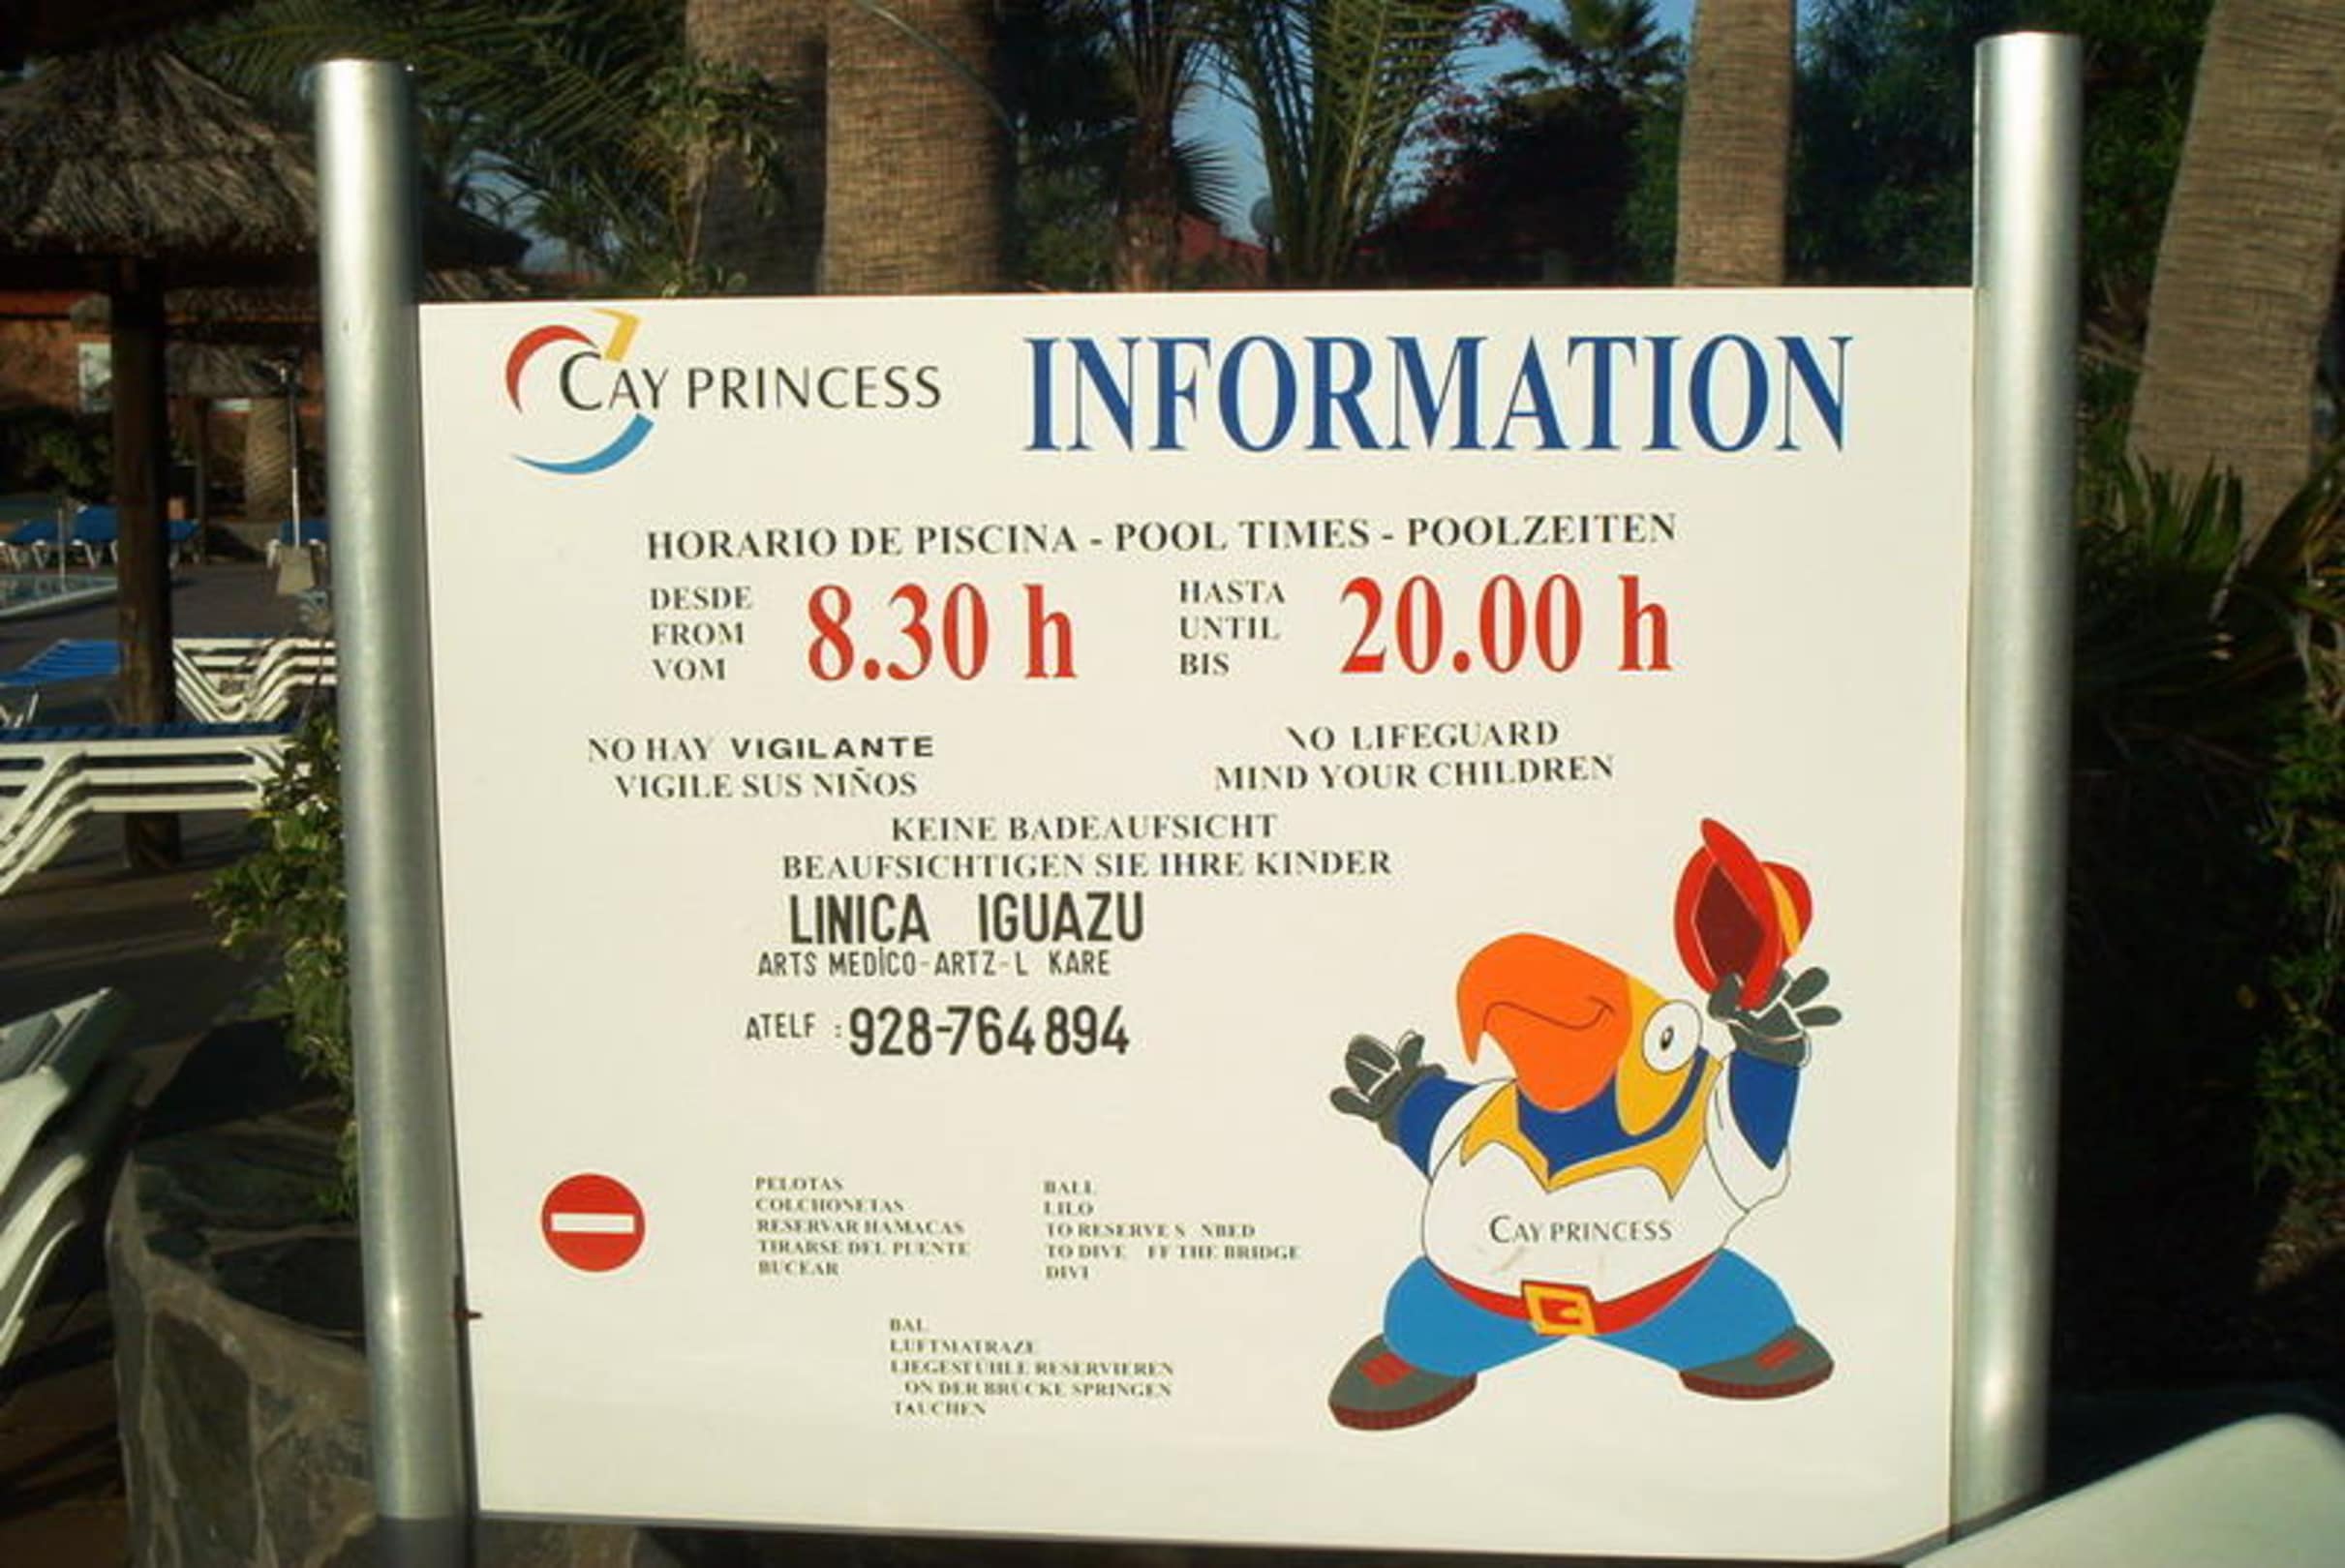 CAY PRINCESS
INFORMATION
HORARIO DE PISCINA - POOL TIMES - POOLZEITEN
DESDE
FROM
VOM
8.30 h
HASTA
UNTIL
BIS
20.00 h
NO HAY VIGILANTE
VIGILE SUS NIÑOS
NO LIFEGUARD
MIND YOUR CHILDREN
KEINE BADEAUFSICHT
BEAUFSICHTIGEN SIE IHRE KINDER
LINICA IGUAZU
ARTS MEDICO-ARTZ-L KARE
ATELF : 928-764894
PELOTAS
COLCHONETAS
RESERVAR HAMACAS
TIRARSE DEL PUENTE
BUCEAR
BALL
LILO
TO RESERVE S NBED
TO DIVE FF THE BRIDGE
DIVI
BAL
LUFTMATRAZE
LIEGESTÜHLE RESERVIEREN
ON DER BRÜCKE SPRINGEN
TAUCHEN
CAY PRINCESS